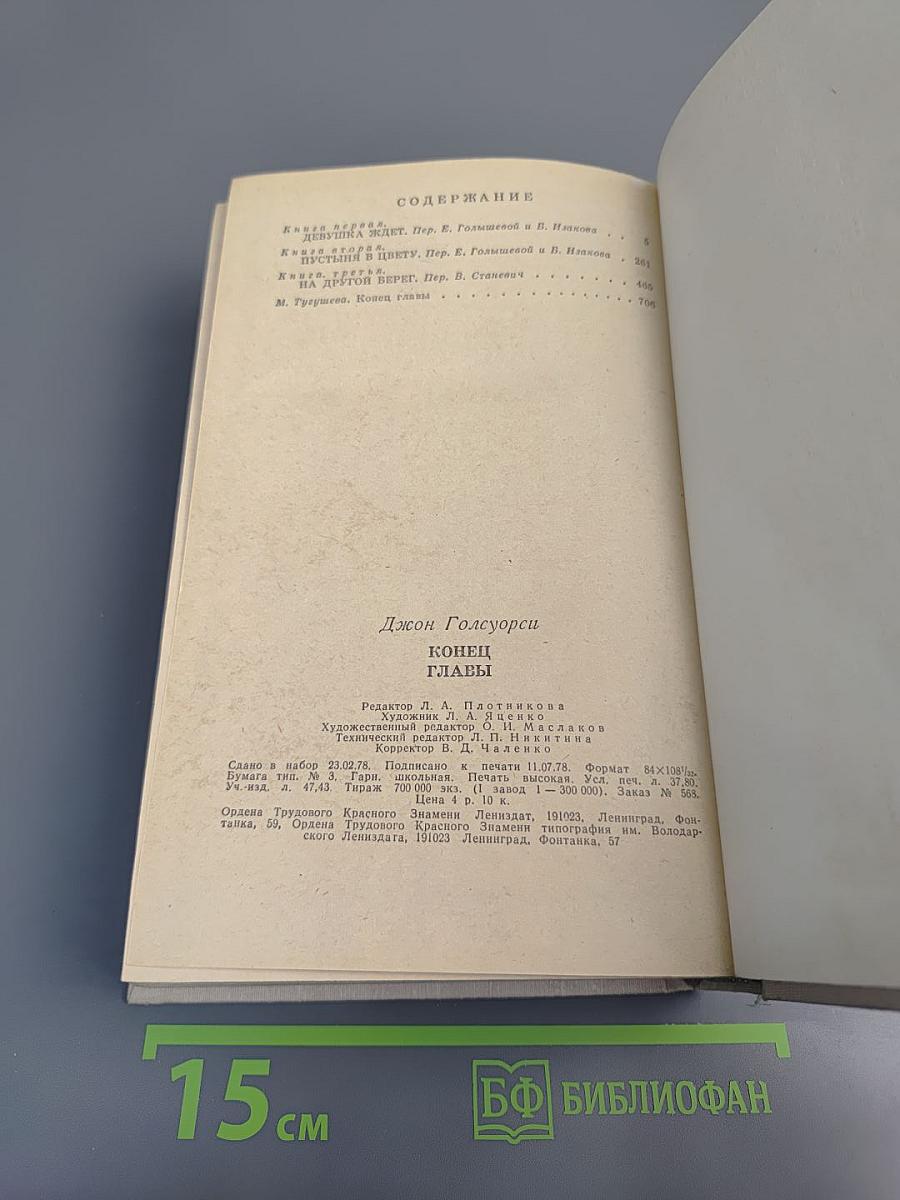 СОДЕРЖАНИЕ
Книга первая.
ДЕВУШКА ЖДЕТ. Пер. Е. Голышевой и Б. Изакова . . 5
Книга вторая.
ПУСТЫНЯ В ЦВЕТУ. Пер. Е. Голышевой и Б. Изакова . 261
Книга третья.
НА ДРУГОЙ БЕРЕГ. Пер. В. Станевич . . . . . . 465
М. Тугушева. Конец главы . . . . . . . . . . . . . . 706
Джон Голсуорси
КОНЕЦ
ГЛАВЫ
Редактор Л. А. Плотникова
Художник Л. А. Яценко
Художественный редактор О. И. Маслаков
Технический редактор Л. П. Никитина
Корректор В. Д. Чаленко
Сдано в набор 23.02.78. Подписано к печати 11.07.78. Формат 84×108¹/₃₂.
Бумага тип. № 3. Гарн. школьная. Печать высокая. Усл. печ. л. 37,80.
Уч.-изд. л. 47,43. Тираж 700 000 экз. (I завод 1—300 000). Заказ № 568.
Цена 4 р. 10 к.
Ордена Трудового Красного Знамени Лениздат, 191023, Ленинград, Фон-
танка, 59, Ордена Трудового Красного Знамени типография им. Володар-
ского Лениздата, 191023 Ленинград, Фонтанка, 57
15 см
БФ БИБЛИОФАН